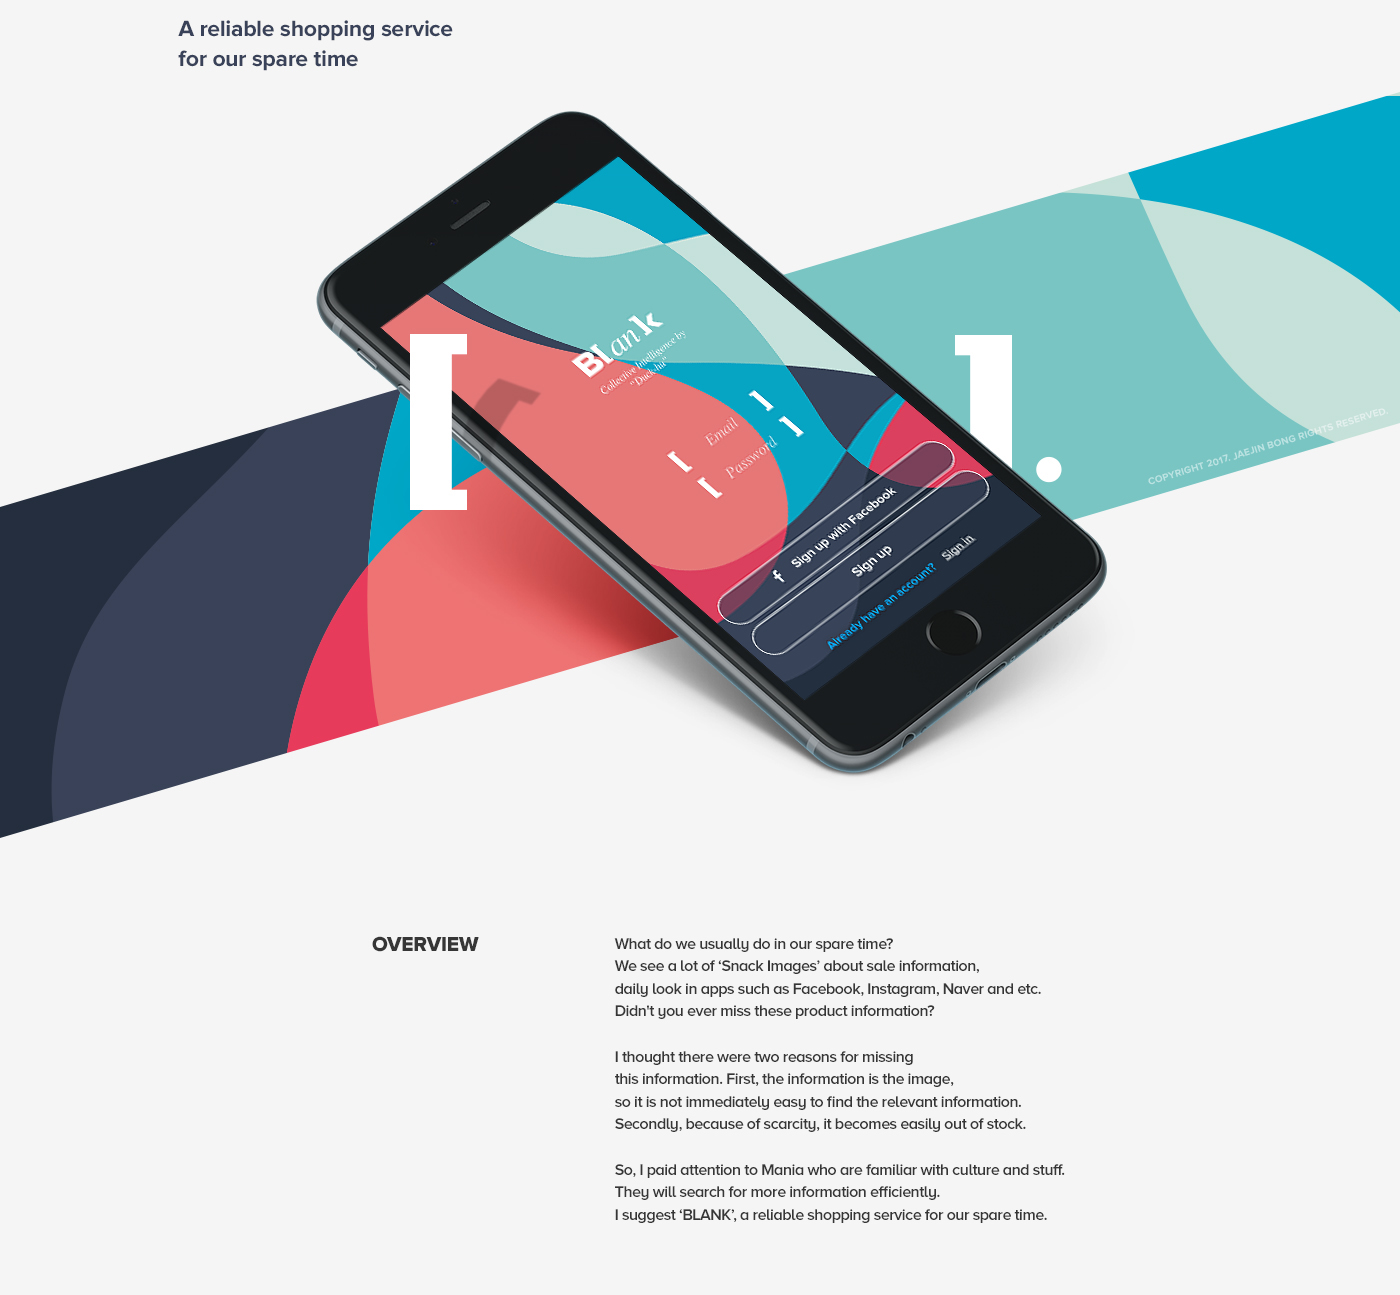 A reliable shopping service
for our spare time
[ ].
Blank
Collective Intelligence by
"Duck-hu"
[ Email ]
[ Password ]
f Sign up with Facebook
Sign up
Already have an account? Sign in
COPYRIGHT 2017. JAEJIN BONG RIGHTS RESERVED.
OVERVIEW
What do we usually do in our spare time?
We see a lot of ‘Snack Images’ about sale information,
daily look in apps such as Facebook, Instagram, Naver and etc.
Didn't you ever miss these product information?
I thought there were two reasons for missing
this information. First, the information is the image,
so it is not immediately easy to find the relevant information.
Secondly, because of scarcity, it becomes easily out of stock.
So, I paid attention to Mania who are familiar with culture and stuff.
They will search for more information efficiently.
I suggest ‘BLANK’, a reliable shopping service for our spare time.